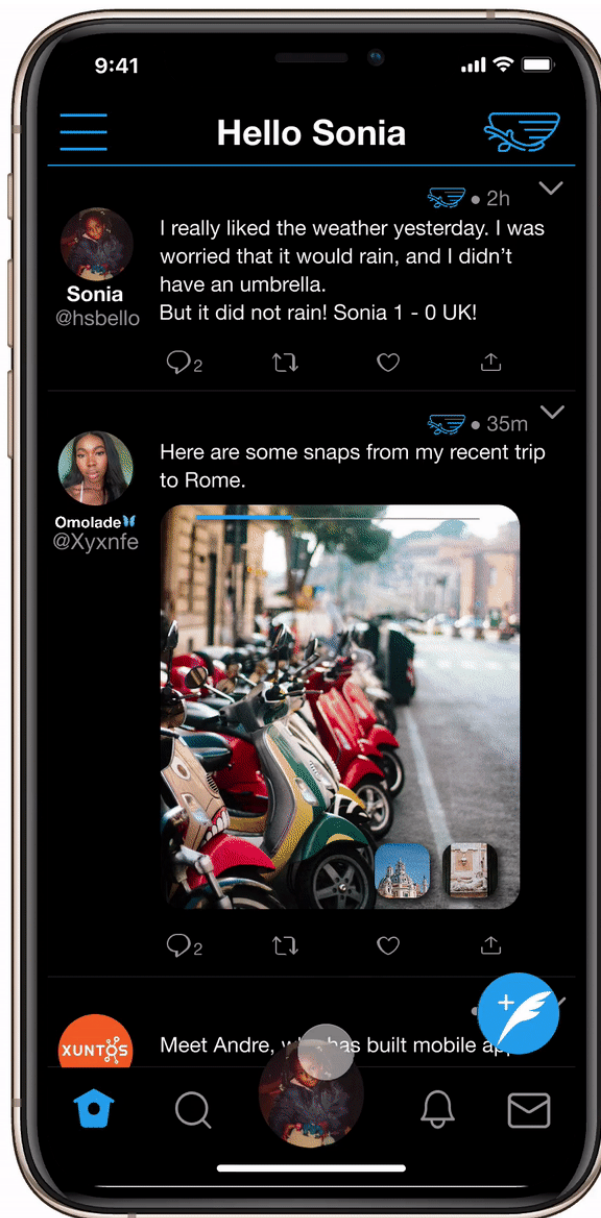 9:41
Hello Sonia
• 2h
I really liked the weather yesterday. I was
worried that it would rain, and I didn’t
have an umbrella.
But it did not rain! Sonia 1 - 0 UK!
Sonia
@hsbello
2
• 35m
Here are some snaps from my recent trip
to Rome.
Omolade🦋
@Xyxnfe
2
XUNTOS
Meet Andre, has built mobile